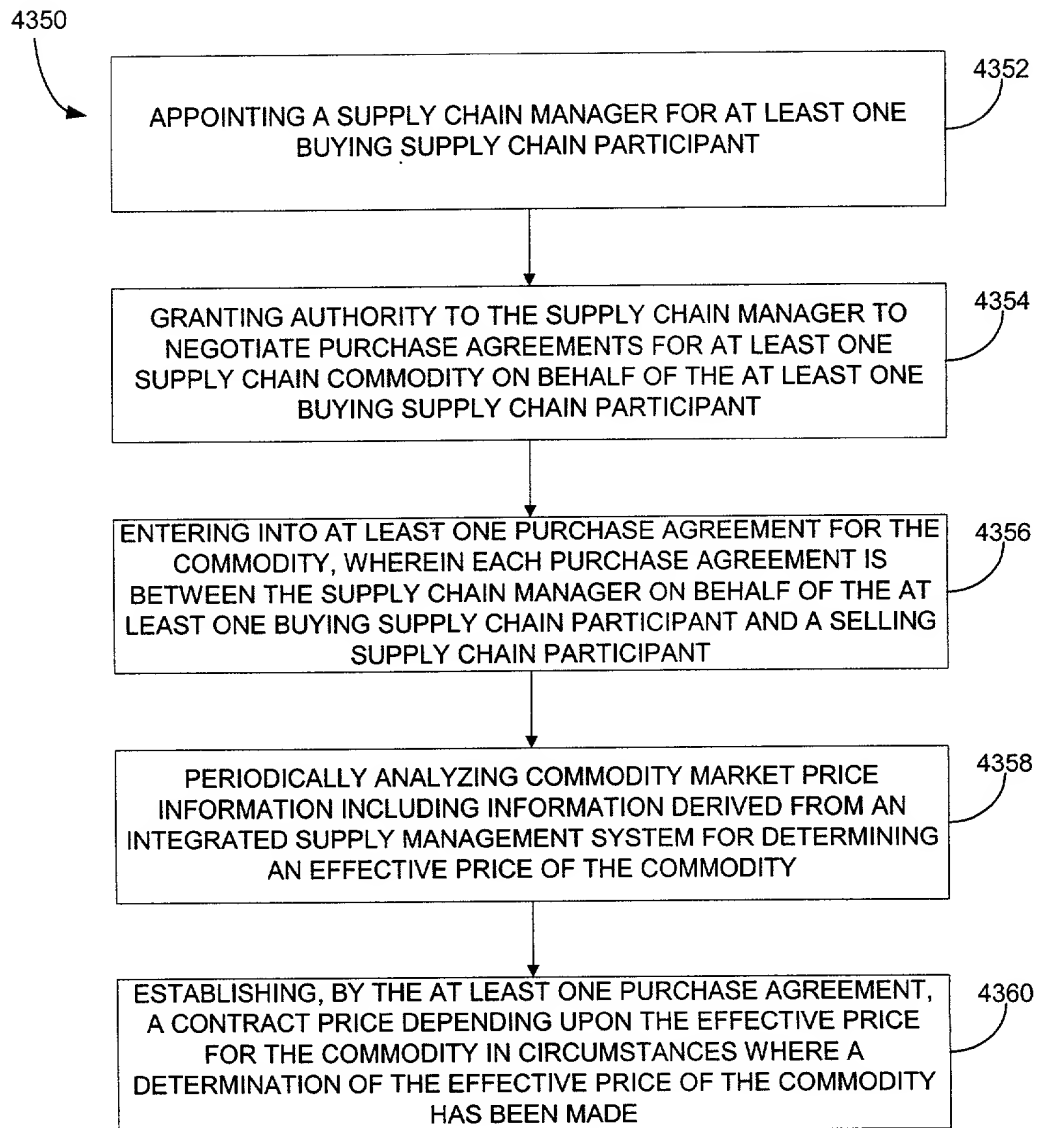 4350
4352
APPOINTING A SUPPLY CHAIN MANAGER FOR AT LEAST ONE
BUYING SUPPLY CHAIN PARTICIPANT
4354
GRANTING AUTHORITY TO THE SUPPLY CHAIN MANAGER TO
NEGOTIATE PURCHASE AGREEMENTS FOR AT LEAST ONE
SUPPLY CHAIN COMMODITY ON BEHALF OF THE AT LEAST ONE
BUYING SUPPLY CHAIN PARTICIPANT
4356
ENTERING INTO AT LEAST ONE PURCHASE AGREEMENT FOR THE
COMMODITY, WHEREIN EACH PURCHASE AGREEMENT IS
BETWEEN THE SUPPLY CHAIN MANAGER ON BEHALF OF THE AT
LEAST ONE BUYING SUPPLY CHAIN PARTICIPANT AND A SELLING
SUPPLY CHAIN PARTICIPANT
4358
PERIODICALLY ANALYZING COMMODITY MARKET PRICE
INFORMATION INCLUDING INFORMATION DERIVED FROM AN
INTEGRATED SUPPLY MANAGEMENT SYSTEM FOR DETERMINING
AN EFFECTIVE PRICE OF THE COMMODITY
4360
ESTABLISHING, BY THE AT LEAST ONE PURCHASE AGREEMENT,
A CONTRACT PRICE DEPENDING UPON THE EFFECTIVE PRICE
FOR THE COMMODITY IN CIRCUMSTANCES WHERE A
DETERMINATION OF THE EFFECTIVE PRICE OF THE COMMODITY
HAS BEEN MADE